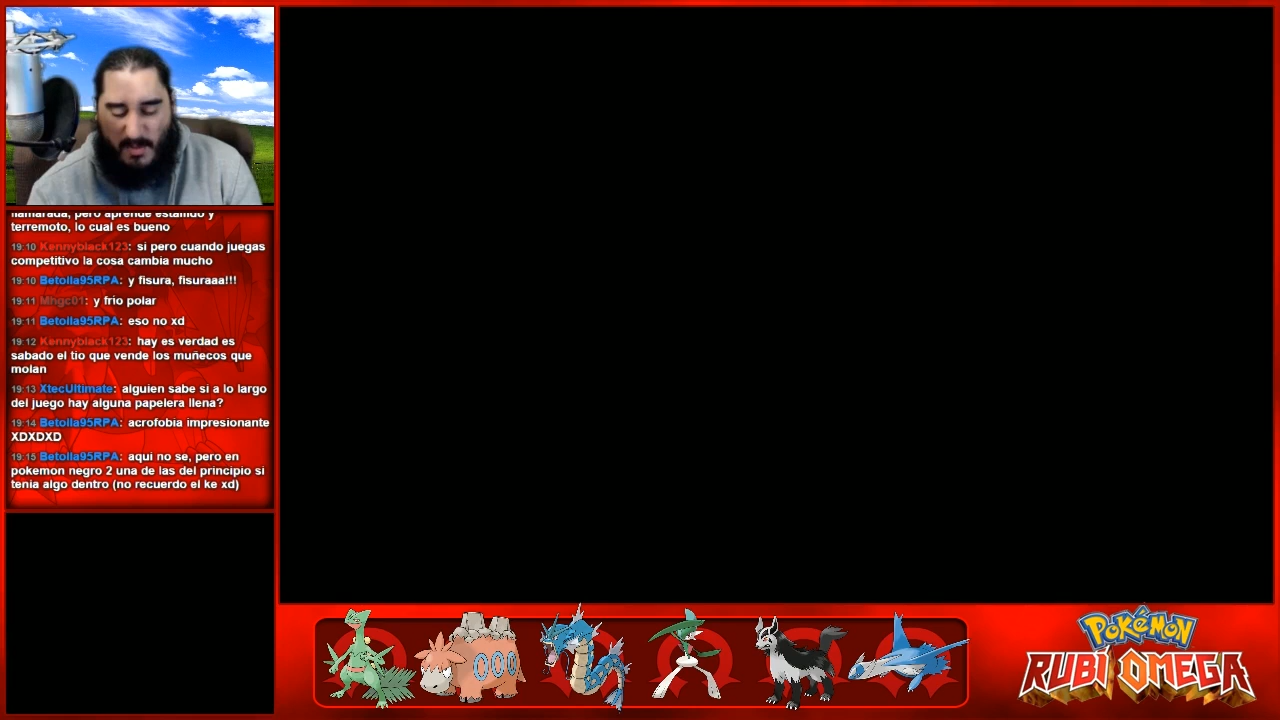 llamarada, pero aprende estallido y
terremoto, lo cual es bueno
19:10 Kennyblack123: si pero cuando juegas
competitivo la cosa cambia mucho
19:10 Betolla95RPA: y fisura, fisuraaa!!!
19:11 Mhgc01: y frio polar
19:11 Betolla95RPA: eso no xd
19:12 Kennyblack123: hay es verdad es
sabado el tio que vende los muñecos que
molan
19:13 XtecUltimate: alguien sabe si a lo largo
del juego hay alguna papelera llena?
19:14 Betolla95RPA: acrofobia impresionante
XDXDXD
19:15 Betolla95RPA: aqui no se, pero en
pokemon negro 2 una de las del principio si
tenia algo dentro (no recuerdo el ke xd)
POKÉMON
RUBI OMEGA